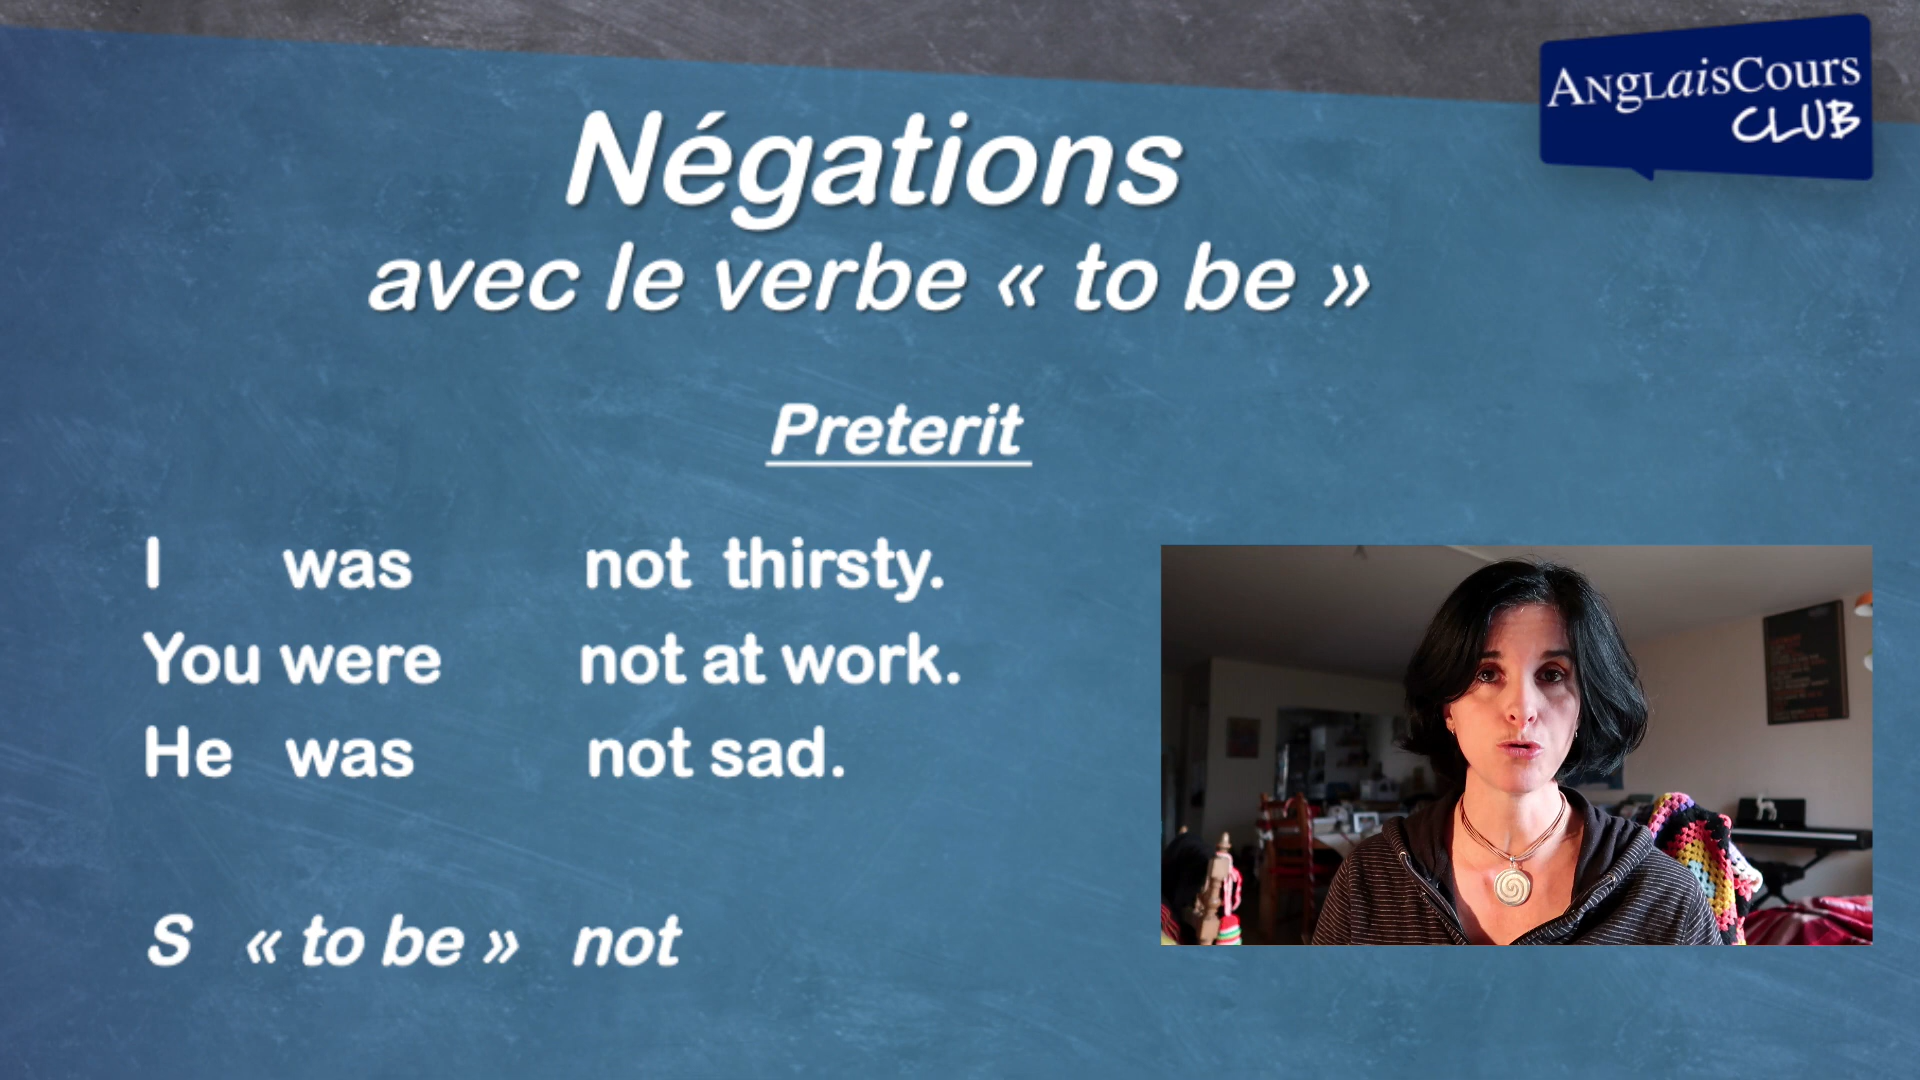 AnglaisCours
CLUB
Négations
avec le verbe « to be »
Preterit
I was not thirsty.
You were not at work.
He was not sad.
S « to be » not